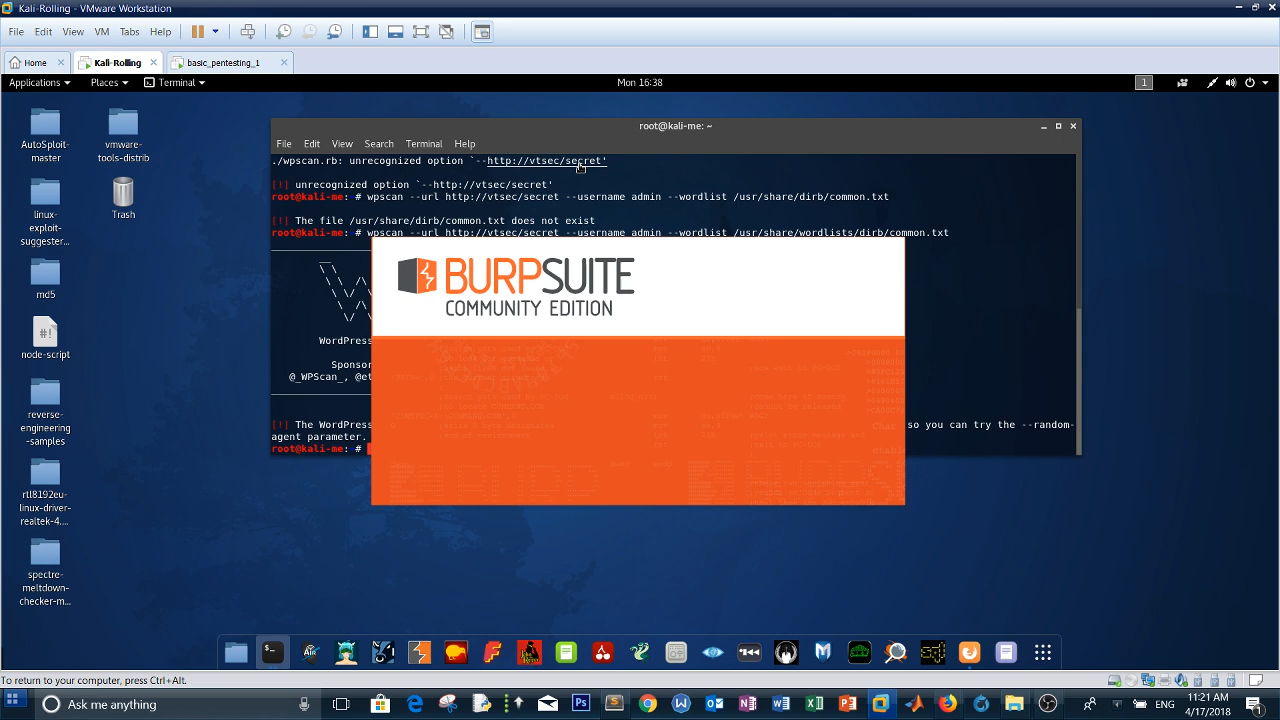 Kali-Rolling - VMware Workstation
File Edit View VM Tabs Help
Home Kali-Rolling basic_pentesting_1
Applications Places Terminal Mon 16:38 1
AutoSploit-master
vmware-tools-distrib
linux-exploit-suggester...
Trash
md5
node-script
reverse-engineering-samples
rtl8192eu-linux-driver-realtek-4....
spectre-meltdown-checker-m...
root@kali-me: ~
File Edit View Search Terminal Help
./wpscan.rb: unrecognized option `--http://vtsec/secret'
[!] unrecognized option `--http://vtsec/secret'
root@kali-me: # wpscan --url http://vtsec/secret --username admin --wordlist /usr/share/dirb/common.txt
[!] The file /usr/share/dirb/common.txt does not exist
root@kali-me: # wpscan --url http://vtsec/secret --username admin --wordlist /usr/share/wordlists/dirb/common.txt
WordPress
Sponsor
@_WPScan_, @et
[!] The WordPress so you can try the --random-
agent parameter.
root@kali-me: #
BURPSUITE
COMMUNITY EDITION
To return to your computer, press Ctrl+Alt.
Ask me anything
ENG
11:21 AM
4/17/2018